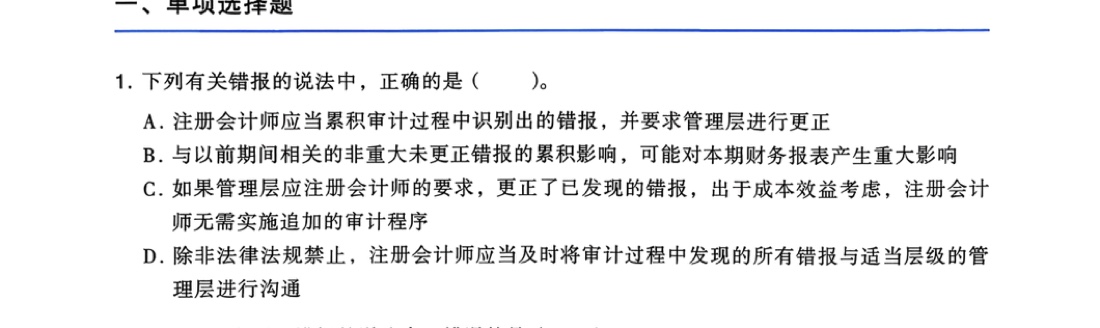 一、单项选择题
1. 下列有关错报的说法中，正确的是（　　）。
A. 注册会计师应当累积审计过程中识别出的错报，并要求管理层进行更正
B. 与以前期间相关的非重大未更正错报的累积影响，可能对本期财务报表产生重大影响
C. 如果管理层应注册会计师的要求，更正了已发现的错报，出于成本效益考虑，注册会计
师无需实施追加的审计程序
D. 除非法律法规禁止，注册会计师应当及时将审计过程中发现的所有错报与适当层级的管
理层进行沟通